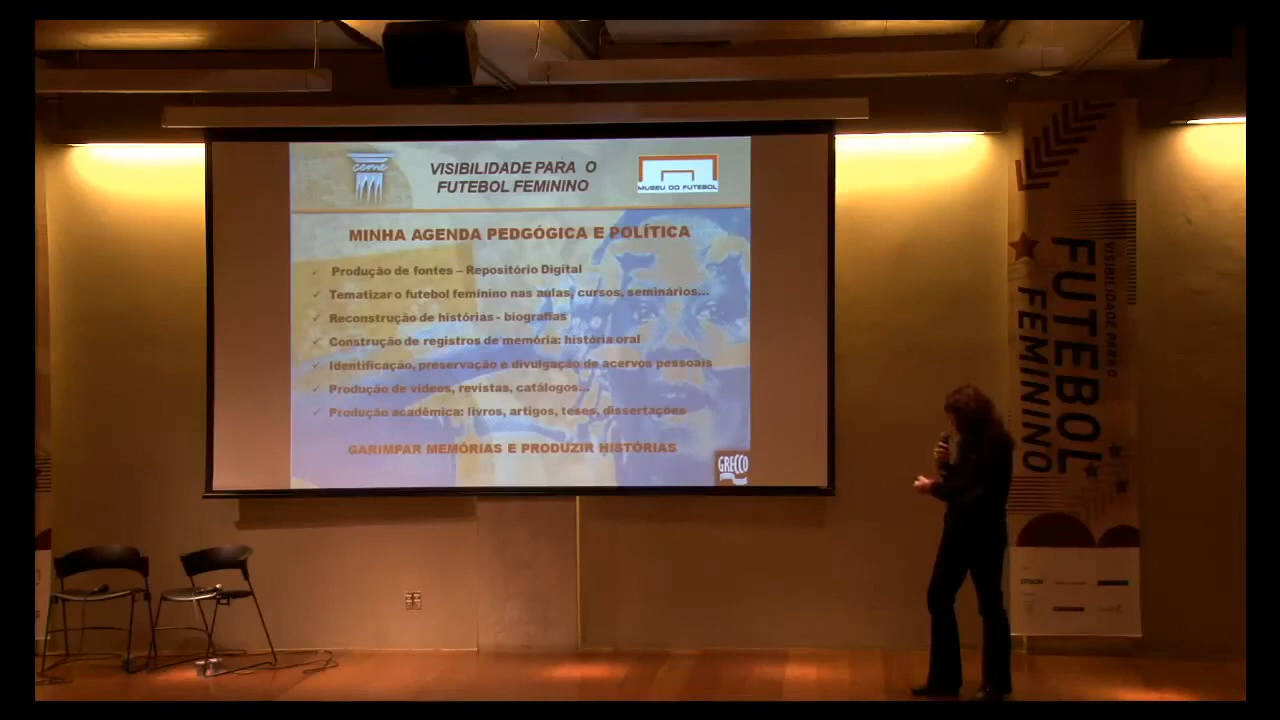 ceme
VISIBILIDADE PARA O
FUTEBOL FEMININO
MUSEU DO FUTEBOL
MINHA AGENDA PEDGÓGICA E POLÍTICA
✓ Produção de fontes – Repositório Digital
✓ Tematizar o futebol feminino nas aulas, cursos, seminários...
✓ Reconstrução de histórias - biografias
✓ Construção de registros de memória: história oral
✓ Identificação, preservação e divulgação de acervos pessoais
✓ Produção de vídeos, revistas, catálogos...
✓ Produção acadêmica: livros, artigos, teses, dissertações
GARIMPAR MEMÓRIAS E PRODUZIR HISTÓRIAS
GRECCO
VISIBILIDADE PARA O
FUTEBOL
FEMININO
EPSON